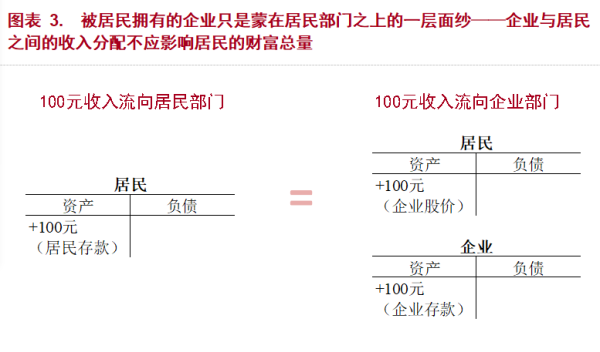 图表 3. 被居民拥有的企业只是蒙在居民部门之上的一层面纱——企业与居民
之间的收入分配不应影响居民的财富总量
100元收入流向居民部门
居民
资产 负债
+100元
（居民存款）
=
100元收入流向企业部门
居民
资产 负债
+100元
（企业股价）
企业
资产 负债
+100元
（企业存款）